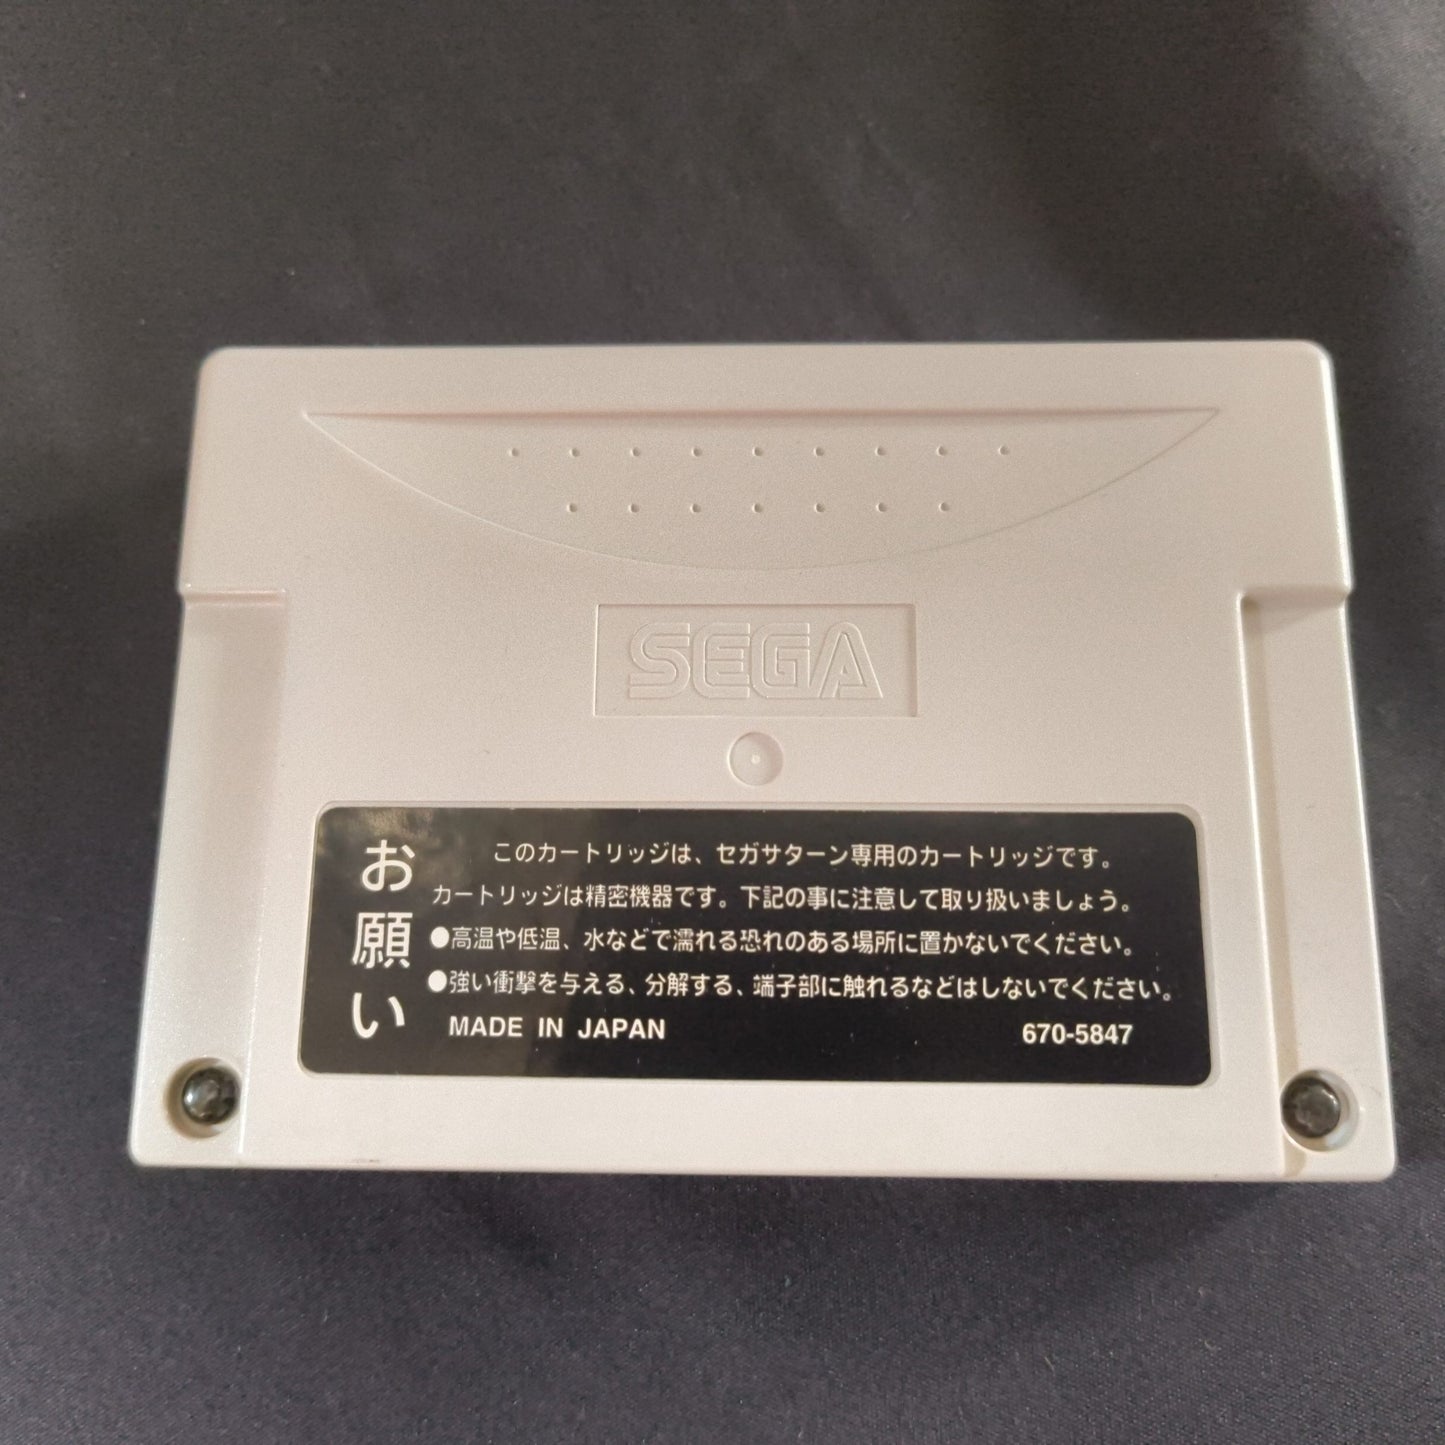 SEGA
お願い
このカートリッジは、セガサターン専用のカートリッジです。
カートリッジは精密機器です。下記の事に注意して取り扱いましょう。
●高温や低温、水などで濡れる恐れのある場所に置かないでください。
●強い衝撃を与える、分解する、端子部に触れるなどはしないでください。
MADE IN JAPAN 670-5847